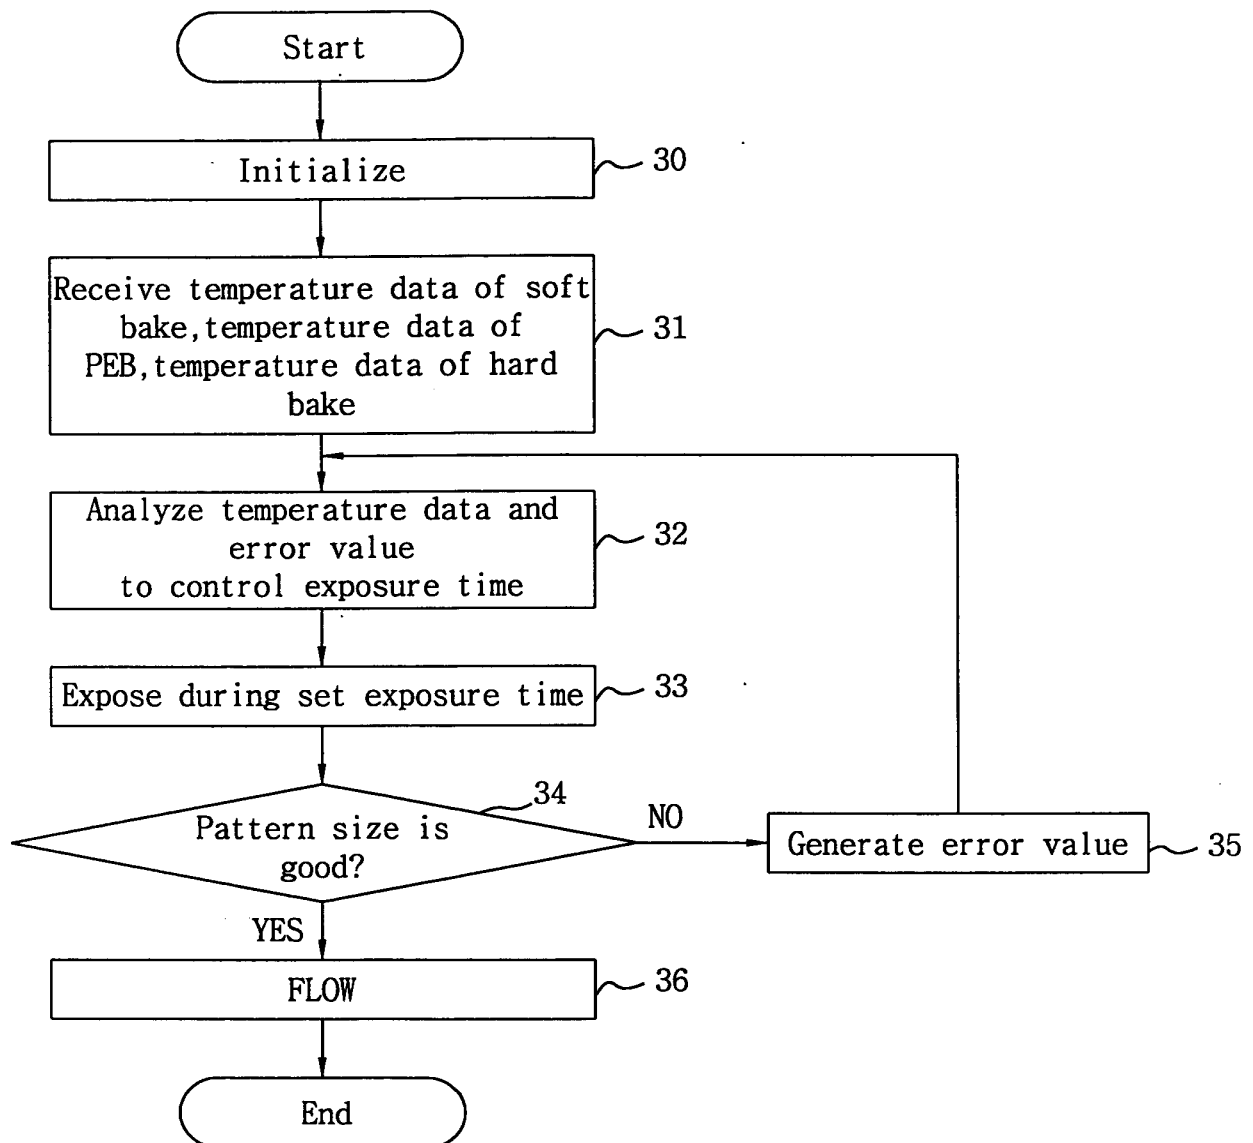 Start
Initialize
30
Receive temperature data of soft
bake,temperature data of
PEB,temperature data of hard
bake
31
Analyze temperature data and
error value
to control exposure time
32
Expose during set exposure time
33
34
Pattern size is
good?
NO
Generate error value
35
YES
FLOW
36
End